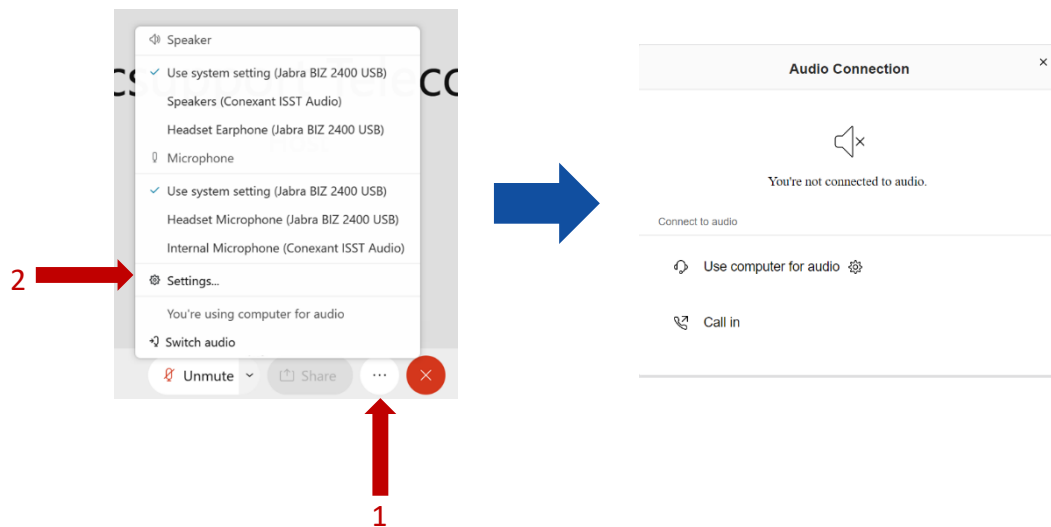 Speaker
Use system setting (Jabra BIZ 2400 USB)
Speakers (Conexant ISST Audio)
Headset Earphone (Jabra BIZ 2400 USB)
Microphone
Use system setting (Jabra BIZ 2400 USB)
Headset Microphone (Jabra BIZ 2400 USB)
Internal Microphone (Conexant ISST Audio)
2
Settings...
You're using computer for audio
Switch audio
Unmute
Share
...
1
Audio Connection
You're not connected to audio.
Connect to audio
Use computer for audio
Call in